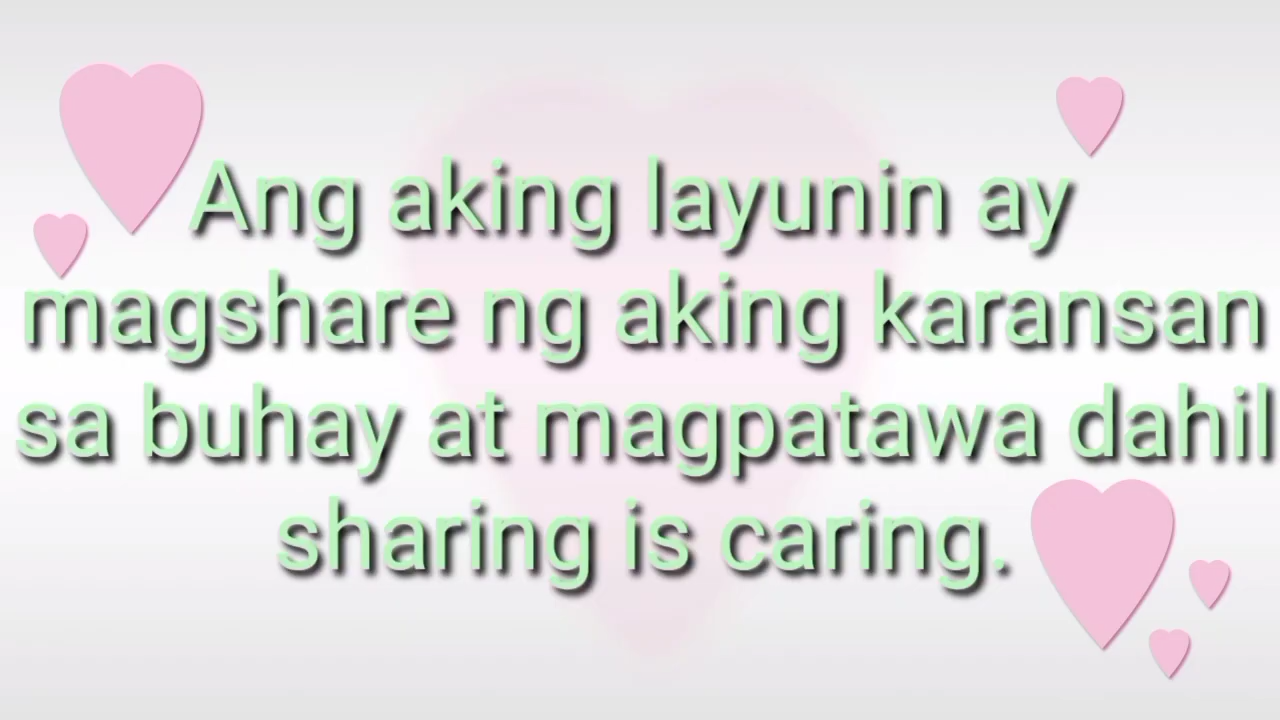 Ang aking layunin ay
magshare ng aking karansan
sa buhay at magpatawa dahil
sharing is caring.